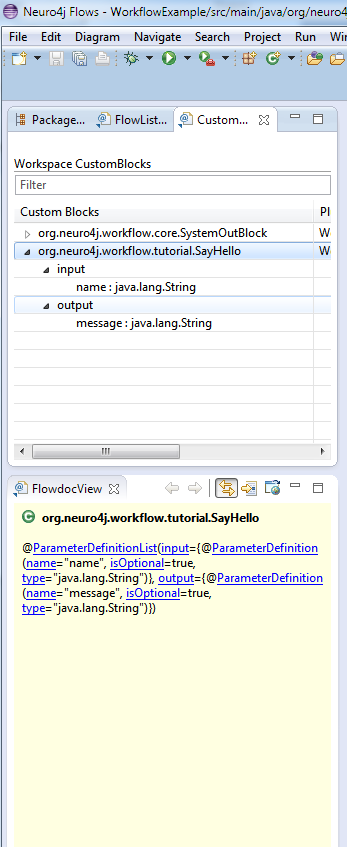 Neuro4j Flows - WorkflowExample/src/main/java/org/neuro4
File Edit Diagram Navigate Search Project Run
Package... FlowList... Custom...
Workspace CustomBlocks
Filter
Custom Blocks
org.neuro4j.workflow.core.SystemOutBlock
org.neuro4j.workflow.tutorial.SayHello
input
name : java.lang.String
output
message : java.lang.String
FlowdocView
org.neuro4j.workflow.tutorial.SayHello
@ParameterDefinitionList(input={@ParameterDefinition
(name="name", isOptional=true,
type="java.lang.String")}, output={@ParameterDefinition
(name="message", isOptional=true,
type="java.lang.String")})